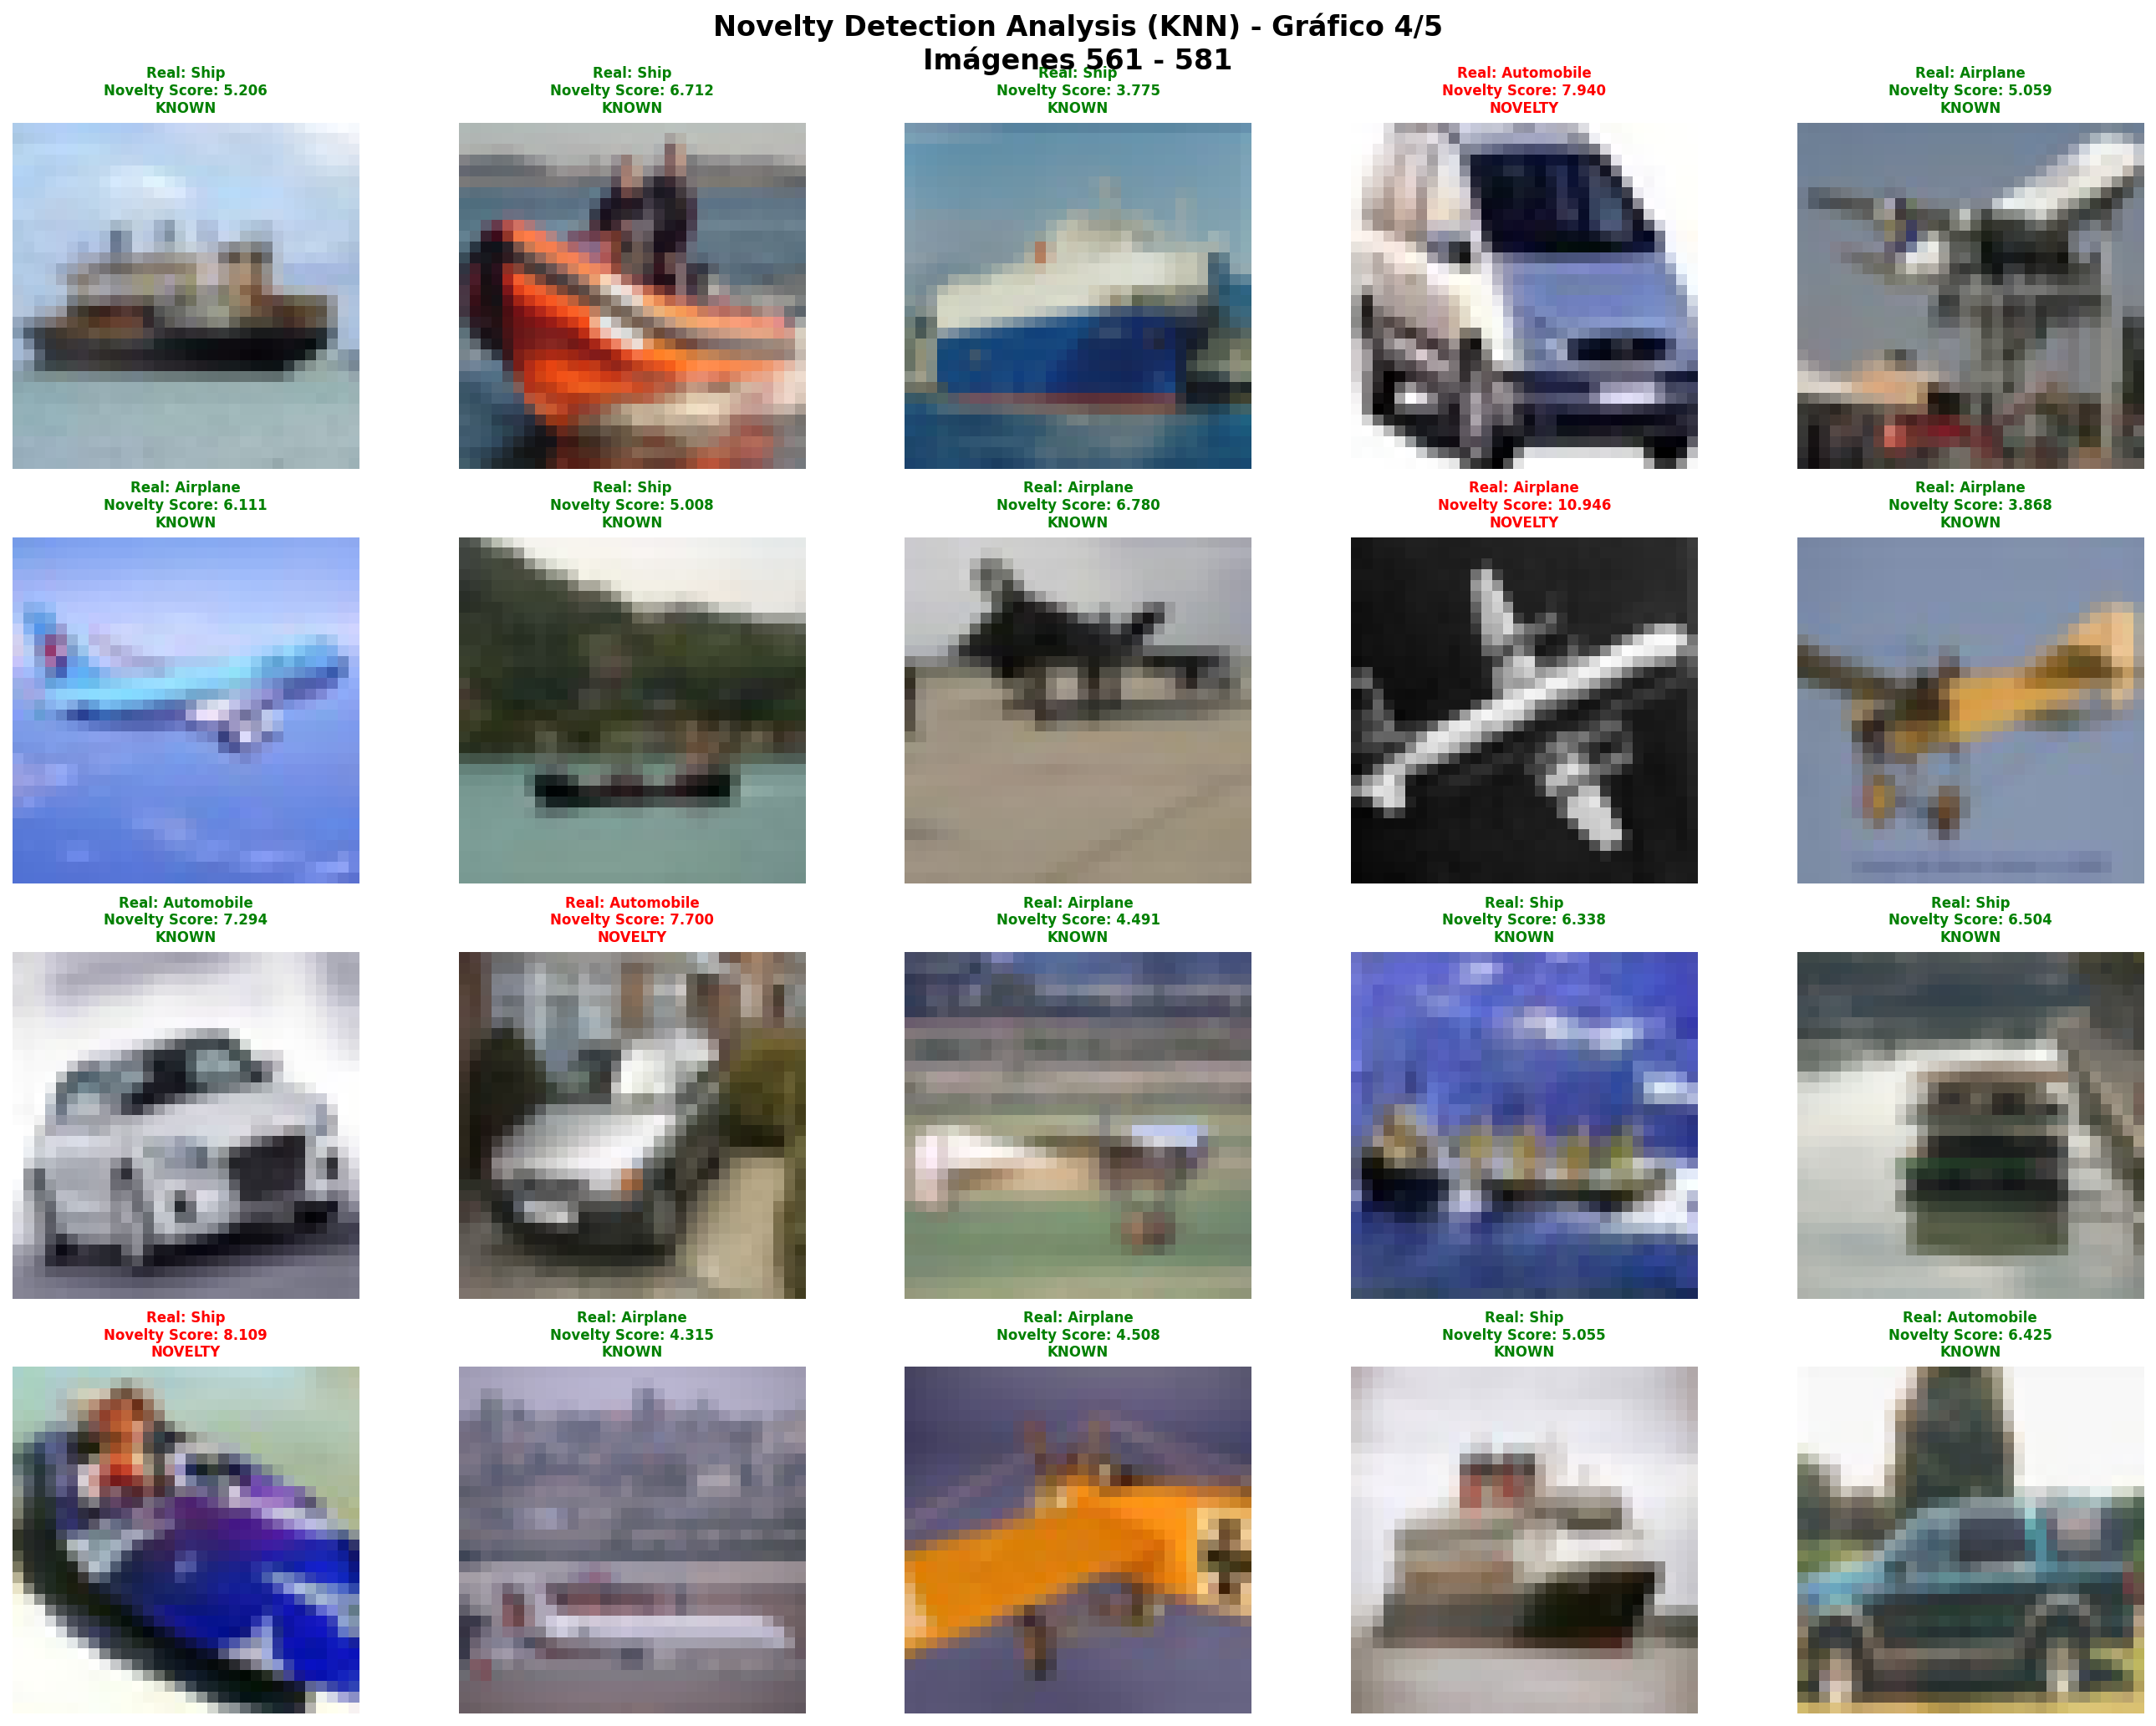 Novelty Detection Analysis (KNN) - Gráfico 4/5
Imágenes 561 - 581
Real: Ship
Novelty Score: 5.206
KNOWN
Real: Ship
Novelty Score: 6.712
KNOWN
Real: Ship
Novelty Score: 3.775
KNOWN
Real: Automobile
Novelty Score: 7.940
NOVELTY
Real: Airplane
Novelty Score: 5.059
KNOWN
Real: Airplane
Novelty Score: 6.111
KNOWN
Real: Ship
Novelty Score: 5.008
KNOWN
Real: Airplane
Novelty Score: 6.780
KNOWN
Real: Airplane
Novelty Score: 10.946
NOVELTY
Real: Airplane
Novelty Score: 3.868
KNOWN
Real: Automobile
Novelty Score: 7.294
KNOWN
Real: Automobile
Novelty Score: 7.700
NOVELTY
Real: Airplane
Novelty Score: 4.491
KNOWN
Real: Ship
Novelty Score: 6.338
KNOWN
Real: Ship
Novelty Score: 6.504
KNOWN
Real: Ship
Novelty Score: 8.109
NOVELTY
Real: Airplane
Novelty Score: 4.315
KNOWN
Real: Airplane
Novelty Score: 4.508
KNOWN
Real: Ship
Novelty Score: 5.055
KNOWN
Real: Automobile
Novelty Score: 6.425
KNOWN